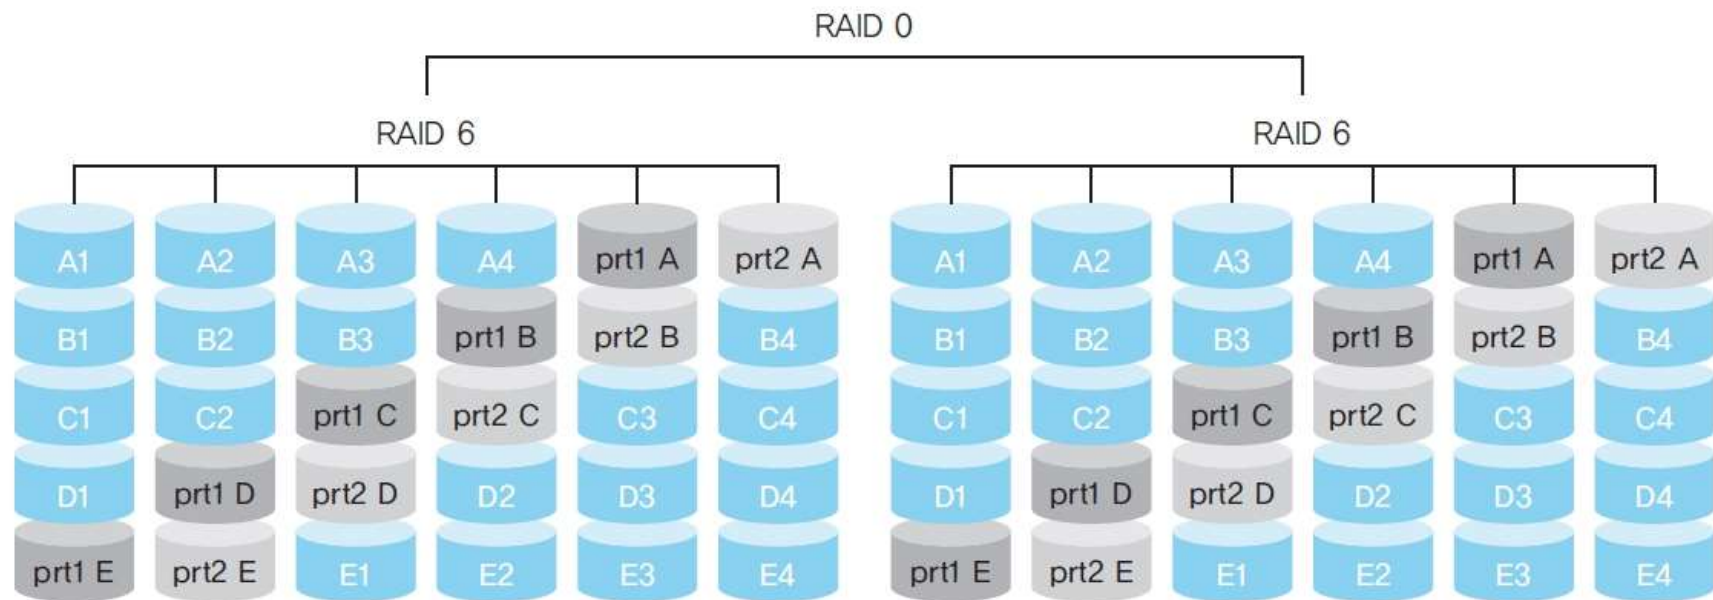 RAID 0
RAID 6 RAID 6
A1 A2 A3 A4 prt1 A prt2 A A1 A2 A3 A4 prt1 A prt2 A
B1 B2 B3 prt1 B prt2 B B4 B1 B2 B3 prt1 B prt2 B B4
C1 C2 prt1 C prt2 C C3 C4 C1 C2 prt1 C prt2 C C3 C4
D1 prt1 D prt2 D D2 D3 D4 D1 prt1 D prt2 D D2 D3 D4
prt1 E prt2 E E1 E2 E3 E4 prt1 E prt2 E E1 E2 E3 E4